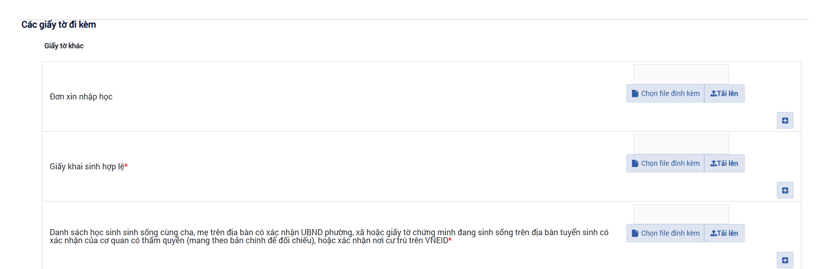 Các giấy tờ đi kèm
Giấy tờ khác
Đơn xin nhập học
Chọn file đính kèm
Tải lên
Giấy khai sinh hợp lệ*
Chọn file đính kèm
Tải lên
Danh sách học sinh sinh sống cùng cha, mẹ trên địa bàn có xác nhận UBND phường, xã hoặc giấy tờ chứng minh đang sinh sống trên địa bàn tuyển sinh có
xác nhận của cơ quan có thẩm quyền (mang theo bản chính để đối chiếu), hoặc xác nhận nơi cư trú trên VNEID*
Chọn file đính kèm
Tải lên